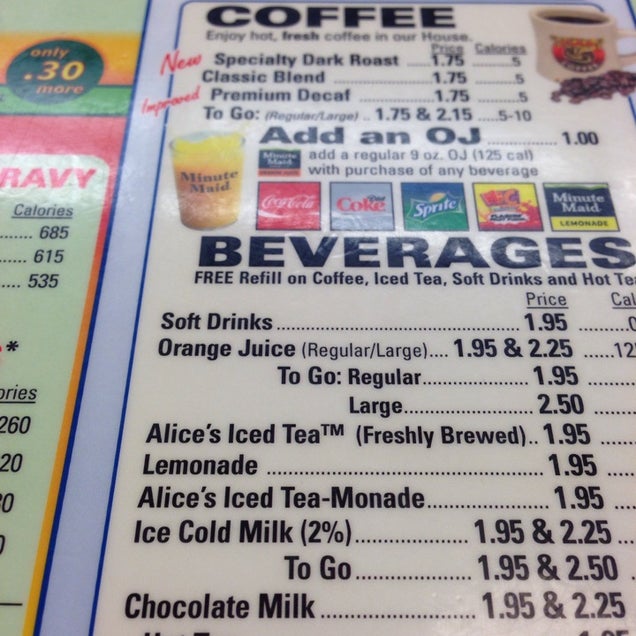 only
.30
more
RAVY
Calories
..... 685
..... 615
.... 535
*
ories
260
20
0
COFFEE
Enjoy hot, fresh coffee in our House.
Price Calories
New Specialty Dark Roast ..... 1.75 ..........5
Classic Blend .................... 1.75 ..........5
Improved Premium Decaf ................ 1.75 ..........5
To Go: (Regular/Large) .. 1.75 & 2.15 .....5-10
Add an OJ ............ 1.00
Minute Maid add a regular 9 oz. OJ (125 cal)
with purchase of any beverage
Minute
Maid
Coca-Cola
Diet
Coke
Sprite
Minute
Maid
LEMONADE
BEVERAGES
FREE Refill on Coffee, Iced Tea, Soft Drinks and Hot Tea
Price Cal
Soft Drinks ........................................ 1.95 .........0
Orange Juice (Regular/Large).... 1.95 & 2.25 ......12
To Go: Regular.................. 1.95 .......
Large....................... 2.50 .......
Alice's Iced Tea™ (Freshly Brewed).. 1.95 .....
Lemonade ........................................ 1.95 .....
Alice's Iced Tea-Monade.................. 1.95 ....
Ice Cold Milk (2%)................. 1.95 & 2.25 ...
To Go ................. 1.95 & 2.50 .
Chocolate Milk ...................... 1.95 & 2.25